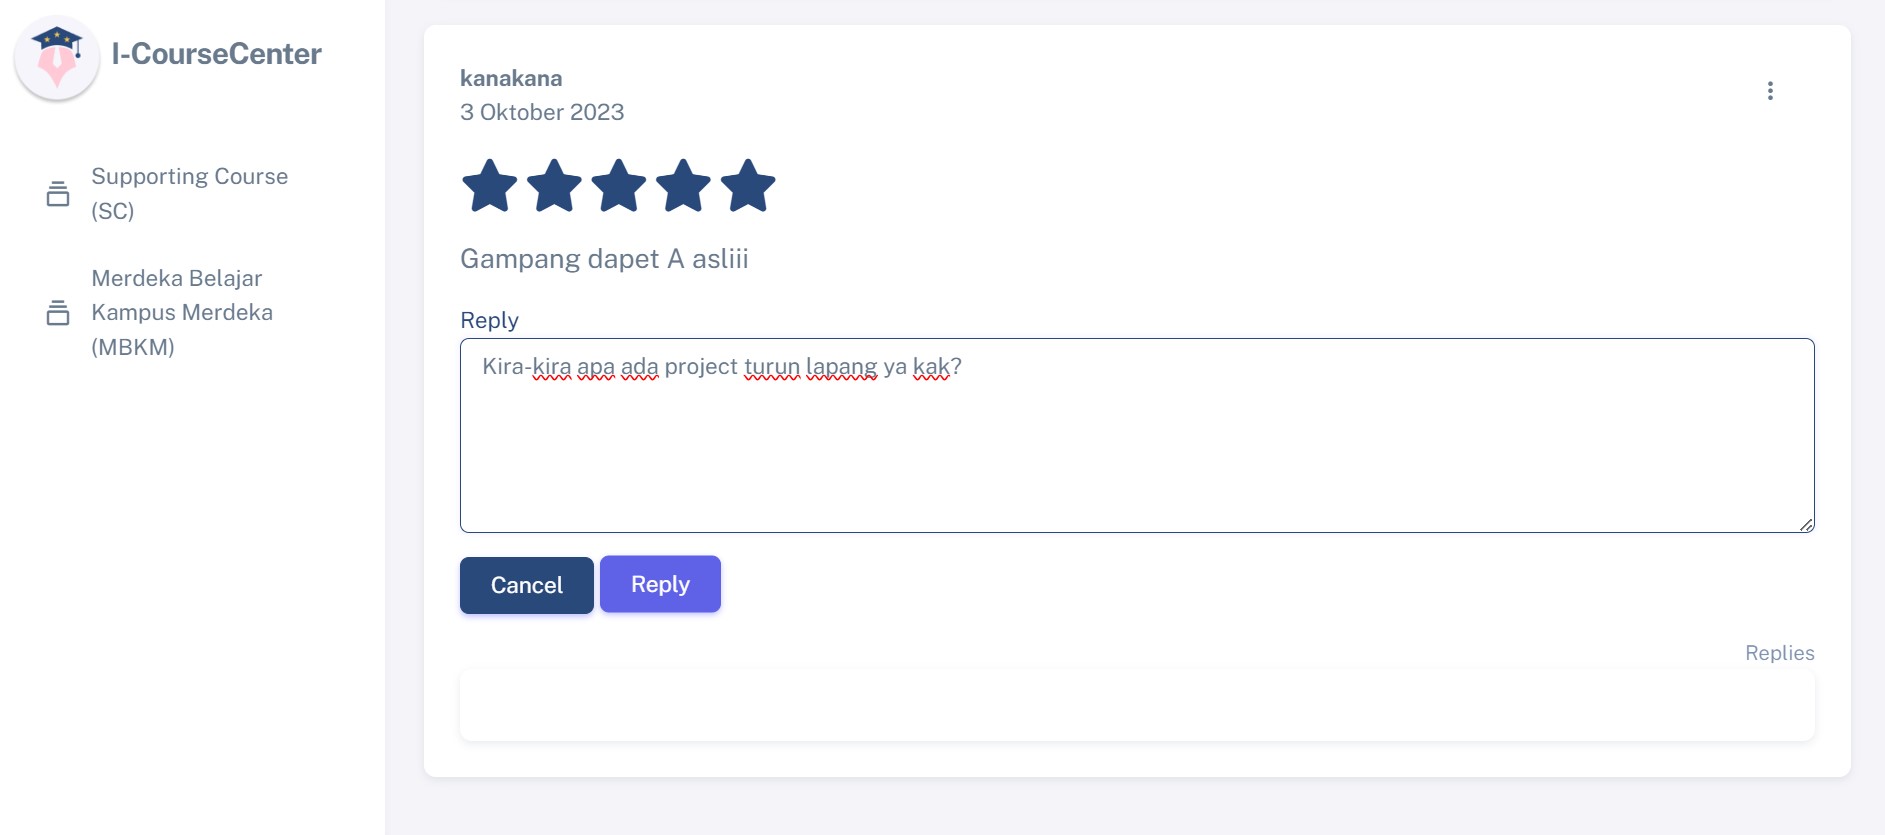 I-CourseCenter
Supporting Course
(SC)
Merdeka Belajar
Kampus Merdeka
(MBKM)
kanakana
3 Oktober 2023
Gampang dapet A asliii
Reply
Kira-kira apa ada project turun lapang ya kak?
Cancel
Reply
Replies